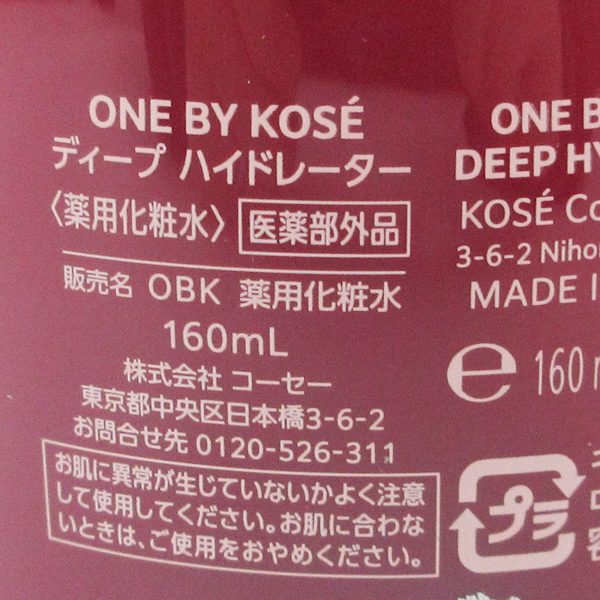 ONE BY KOSÉ
ディープ ハイドレーター
〈薬用化粧水〉 医薬部外品
販売名 OBK 薬用化粧水
160mL
株式会社 コーセー
東京都中央区日本橋3-6-2
お問合せ先 0120-526-311
お肌に異常が生じていないかよく注意
して使用してください。お肌に合わな
いときは、ご使用をおやめください。
ONE B
DEEP HY
KOSÉ Co
3-6-2 Niho
MADE I
e 160
プラ